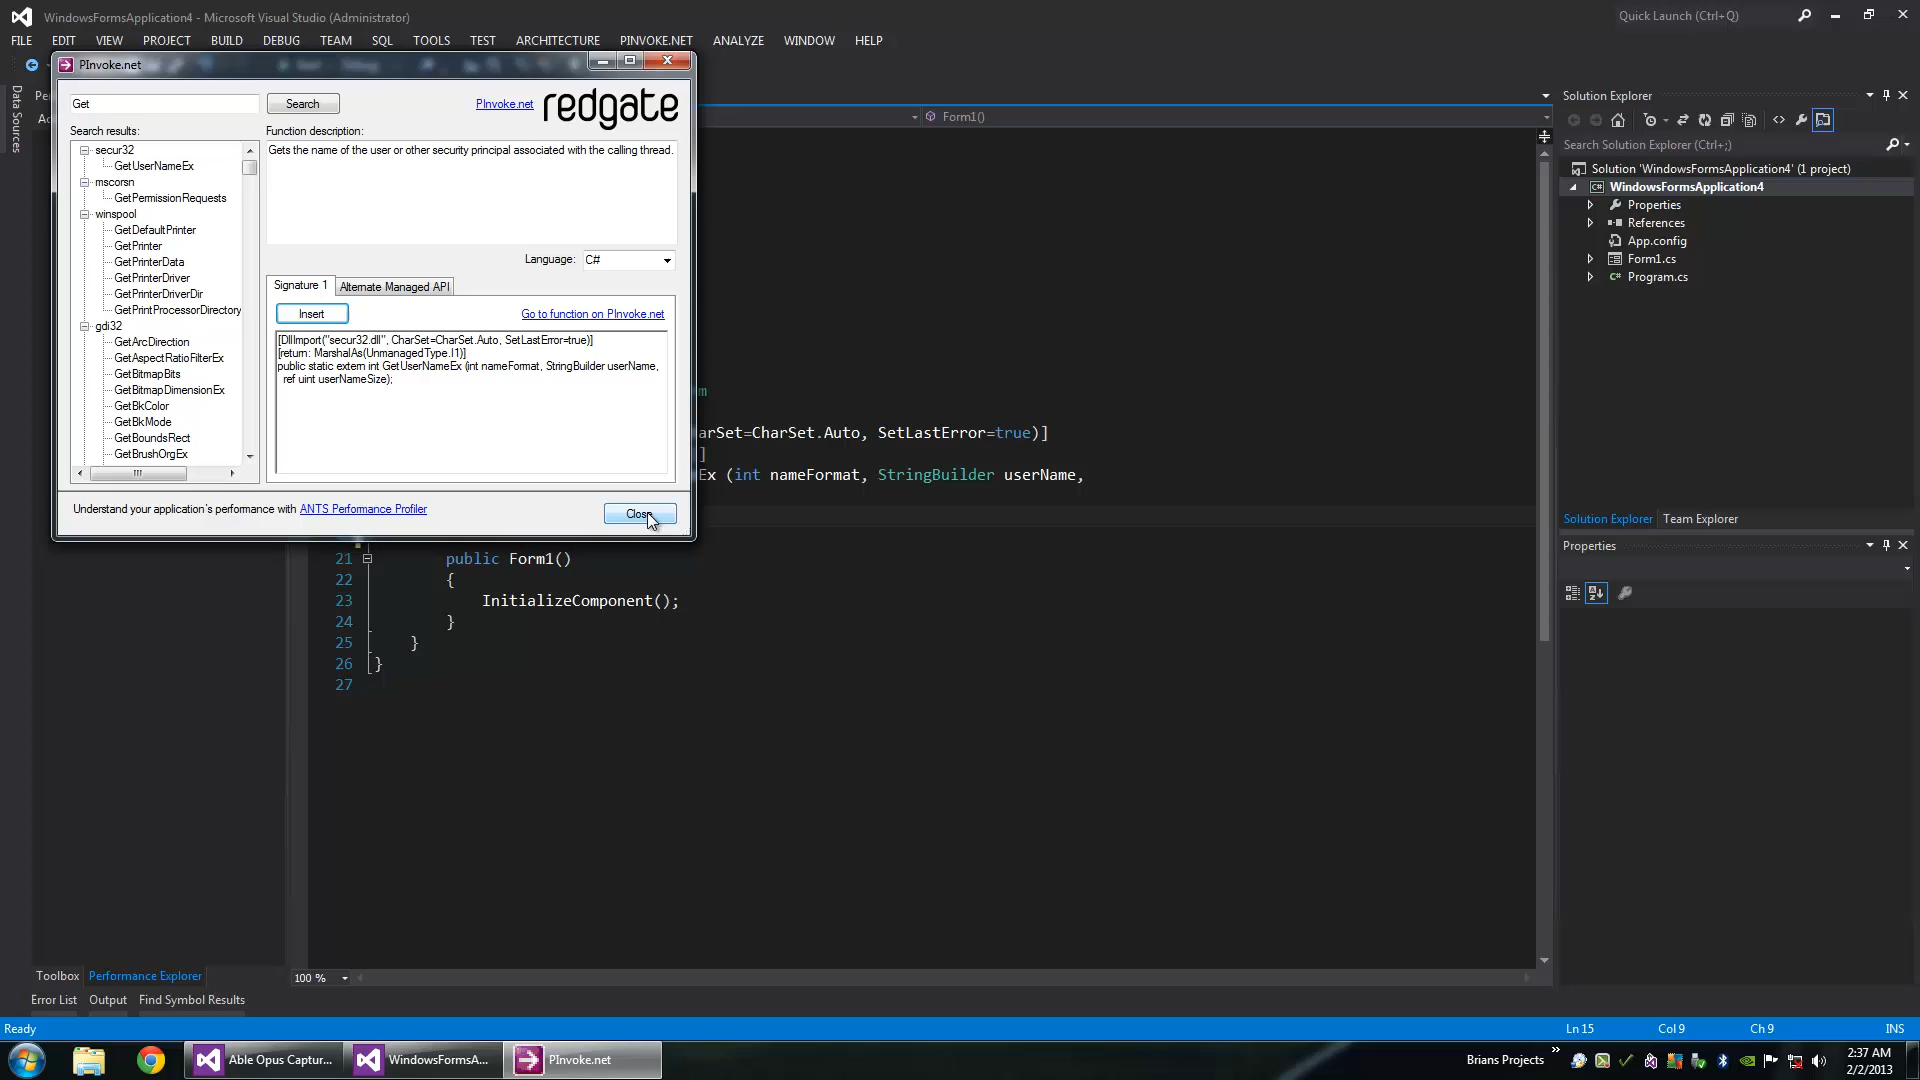 WindowsFormsApplication4 - Microsoft Visual Studio (Administrator)
Quick Launch (Ctrl+Q)
FILE EDIT VIEW PROJECT BUILD DEBUG TEAM SQL TOOLS TEST ARCHITECTURE PINVOKE.NET ANALYZE WINDOW HELP
PInvoke.net
Data Sources
Get
Search
PInvoke.net
redgate
Search results:
Function description:
secur32
GetUserNameEx
mscorsn
GetPermissionRequests
winspool
GetDefaultPrinter
GetPrinter
GetPrinterData
GetPrinterDriver
GetPrinterDriverDir
GetPrintProcessorDirectory
gdi32
GetArcDirection
GetAspectRatioFilterEx
GetBitmapBits
GetBitmapDimensionEx
GetBkColor
GetBkMode
GetBoundsRect
GetBrushOrgEx
Gets the name of the user or other security principal associated with the calling thread.
Language: C#
Signature 1
Alternate Managed API
Insert
Go to function on PInvoke.net
[DllImport("secur32.dll", CharSet=CharSet.Auto, SetLastError=true)]
[return: MarshalAs(UnmanagedType.I1)]
public static extern int GetUserNameEx (int nameFormat, StringBuilder userName,
ref uint userNameSize);
Understand your application's performance with ANTS Performance Profiler
Close
Form1()
m
arSet=CharSet.Auto, SetLastError=true)]
]
Ex (int nameFormat, StringBuilder userName,
21 public Form1()
22 {
23 InitializeComponent();
24 }
25 }
26 }
27
100 %
Solution Explorer
Search Solution Explorer (Ctrl+;)
Solution 'WindowsFormsApplication4' (1 project)
WindowsFormsApplication4
Properties
References
App.config
Form1.cs
Program.cs
Solution Explorer Team Explorer
Properties
Toolbox Performance Explorer
Error List Output Find Symbol Results
Ready
Ln 15 Col 9 Ch 9 INS
Able Opus Captur...
WindowsFormsA...
PInvoke.net
Brians Projects
2:37 AM
2/2/2013